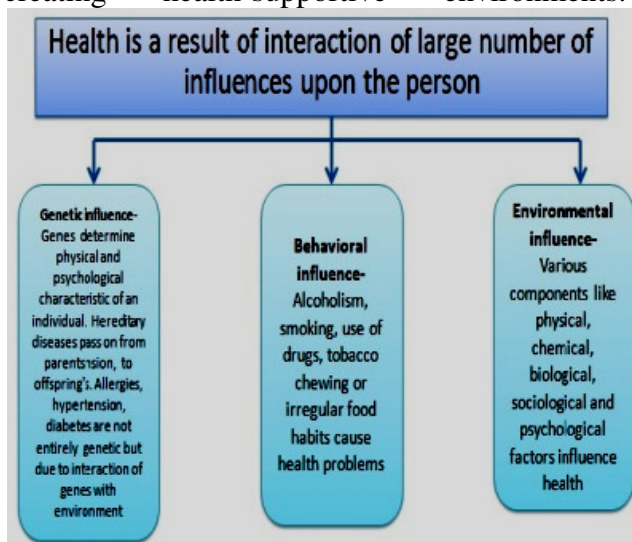 creating health-supportive environments.
Health is a result of interaction of large number of
influences upon the person
Genetic influence-
Genes determine
physical and
psychological
characteristic of an
individual. Hereditary
diseases pass on from
parentsnsion, to
offspring's. Allergies,
hypertension,
diabetes are not
entirely genetic but
due to interaction of
genes with
environment
Behavioral
influence-
Alcoholism,
smoking, use of
drugs, tobacco
chewing or
irregular food
habits cause
health problems
Environmental
influence-
Various
components like
physical,
chemical,
biological,
sociological and
psychological
factors influence
health